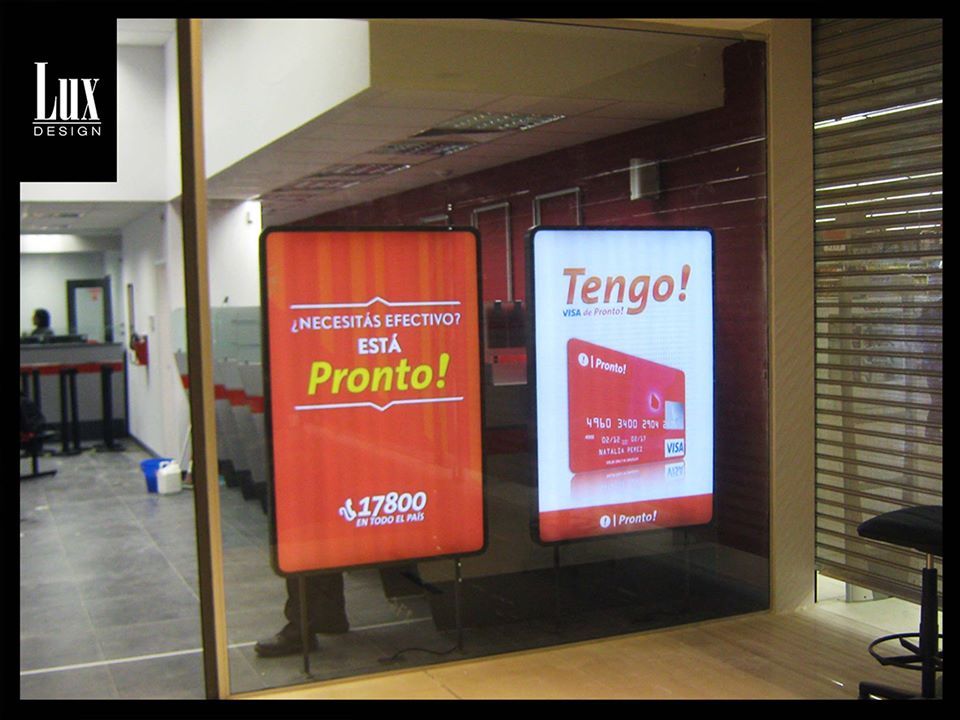 Lux
DESIGN
¿NECESITÁS EFECTIVO?
ESTÁ
Pronto!
17800
EN TODO EL PAÍS
Tengo!
VISA de Pronto!
Pronto!
4960 3400 2904
02/12 02/17
NATALIA PEREZ
VISA
Pronto!